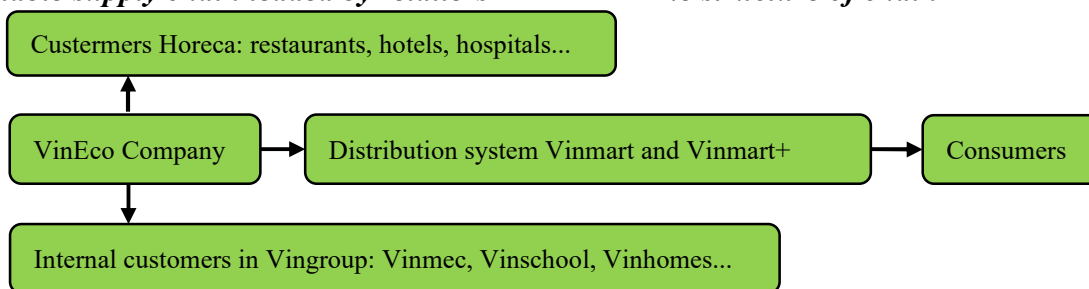 Custermers Horeca: restaurants, hotels, hospitals...
VinEco Company
Distribution system Vinmart and Vinmart+
Consumers
Internal customers in Vingroup: Vinmec, Vinschool, Vinhomes...